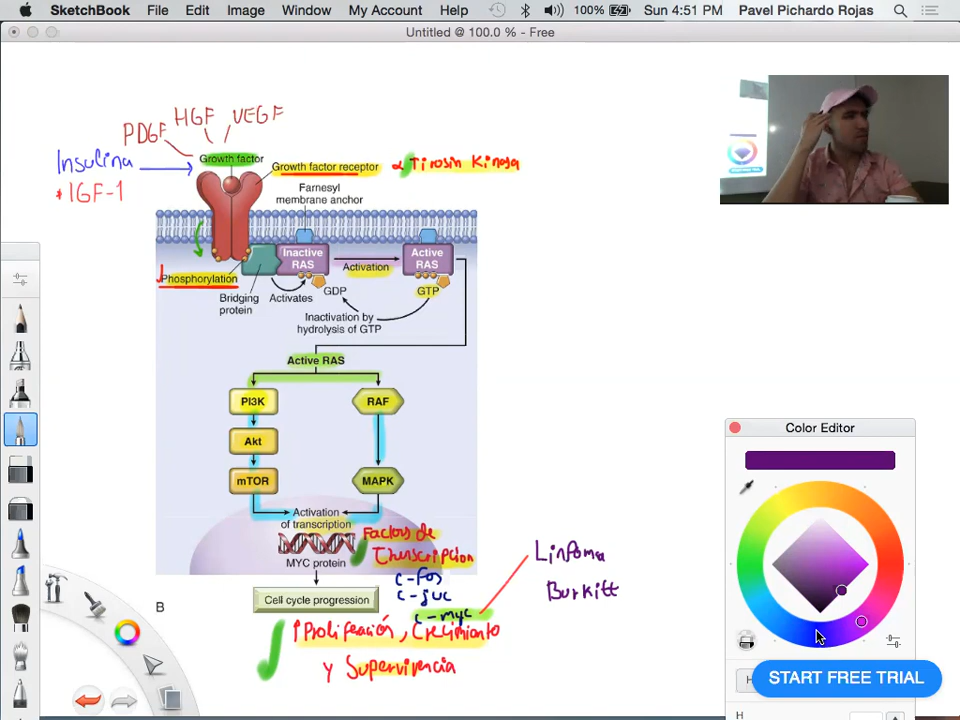 SketchBook File Edit Image Window My Account Help 100% Sun 4:51 PM Pavel Pichardo Rojas
Untitled @ 100.0 % - Free
PDGF HGF VEGF
Insulina
* IGF-1
Growth factor
Growth factor receptor
α Tirosin Kinasa
Farnesyl
membrane anchor
Inactive
RAS
Activation
Active
RAS
Phosphorylation
Bridging
protein
Activates
GDP
GTP
Inactivation by
hydrolysis of GTP
Active RAS
PI3K
RAF
Akt
mTOR
MAPK
Activation
of transcription
Factores de
Transcripcion
MYC protein
c-Fos
c-Juc
c-myc
Linfoma
Burkitt
Cell cycle progression
B
↑Proliferación, Crecimiento
y Supervivencia
Color Editor
START FREE TRIAL
H
H